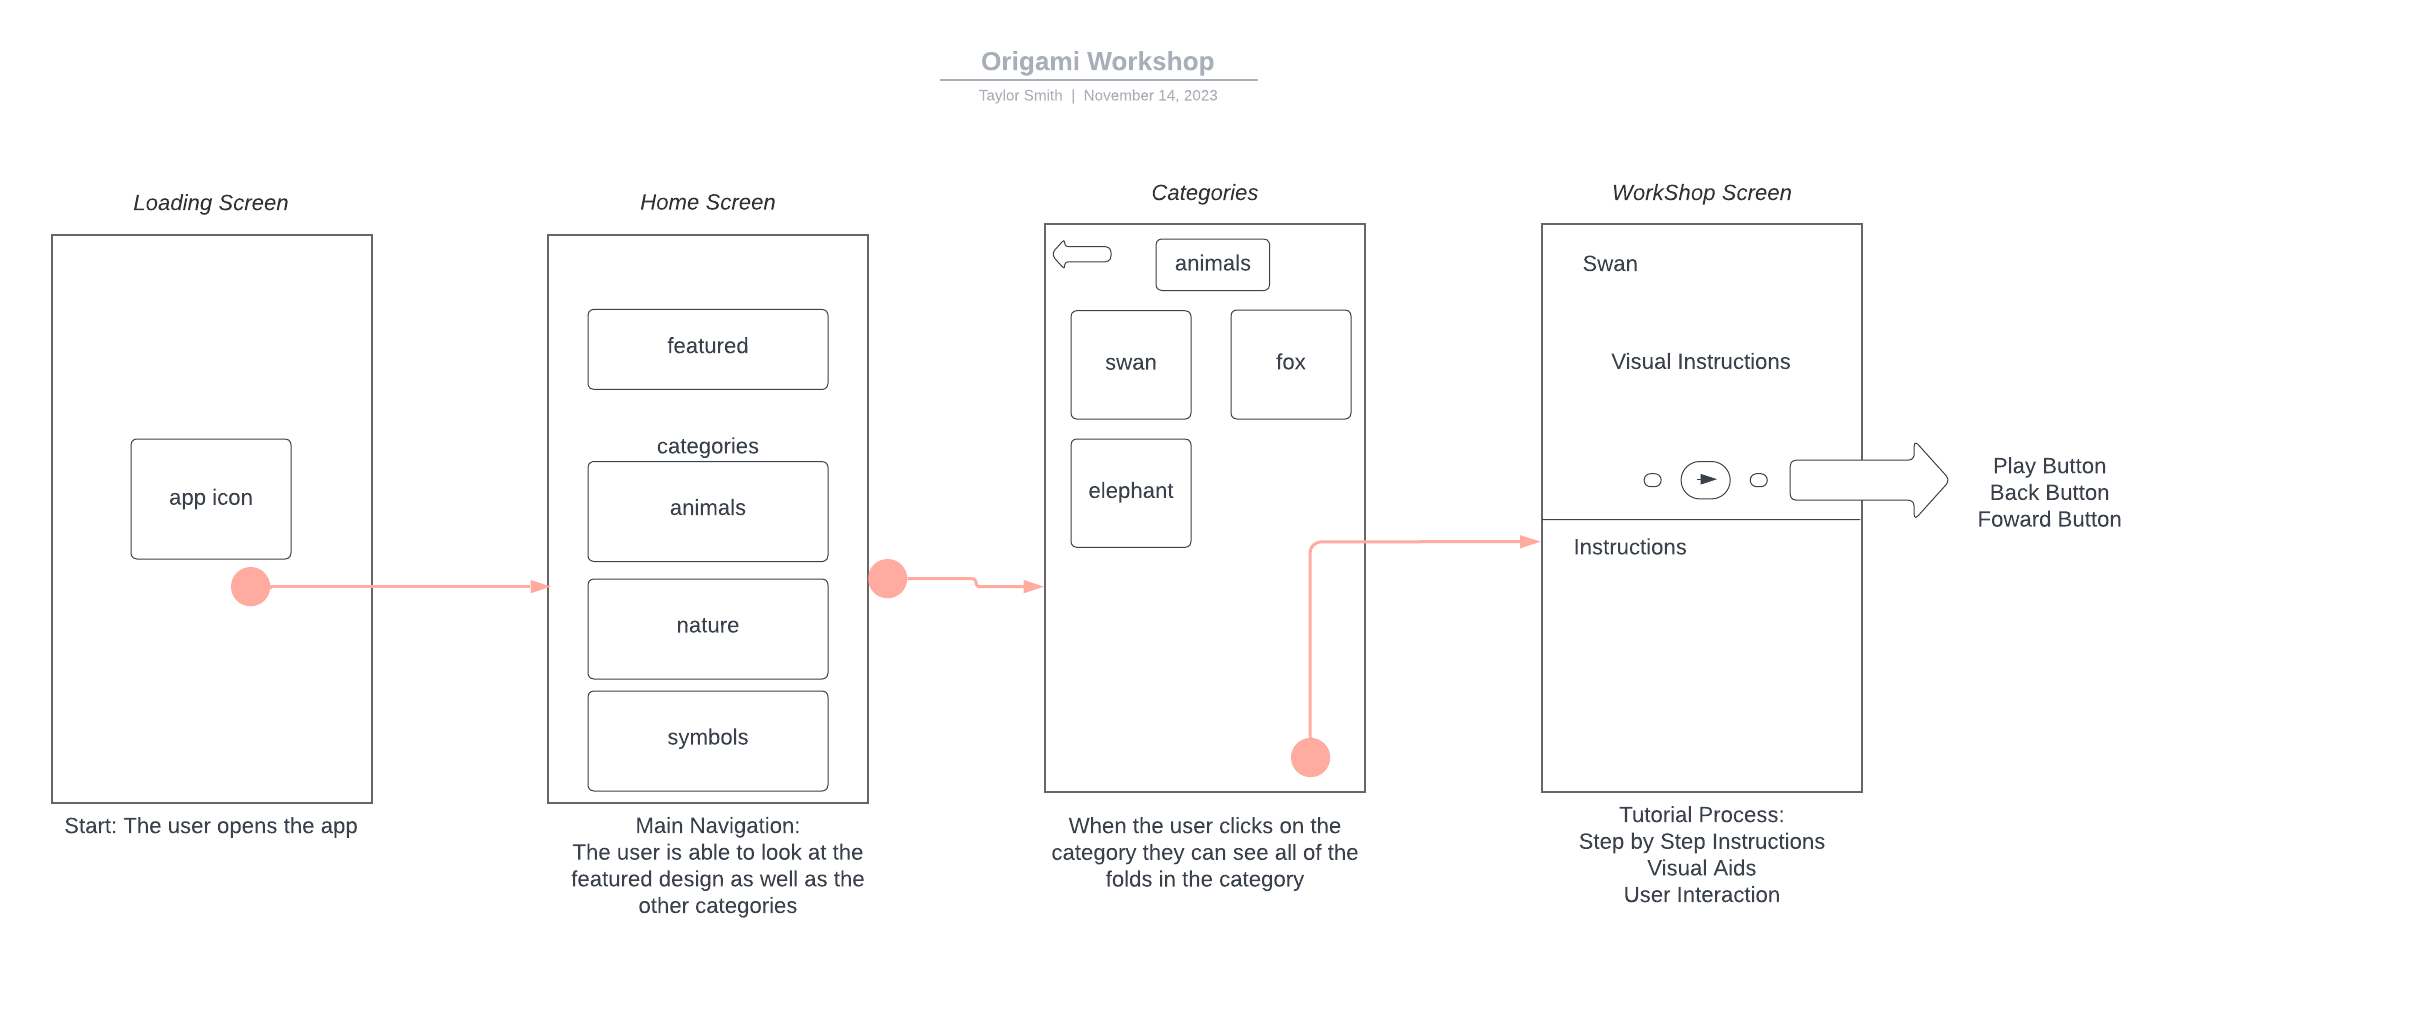 Origami Workshop
Taylor Smith | November 14, 2023
Loading Screen
app icon
Start: The user opens the app
Home Screen
featured
categories
animals
nature
symbols
Main Navigation:
The user is able to look at the
featured design as well as the
other categories
Categories
animals
swan
fox
elephant
When the user clicks on the
category they can see all of the
folds in the category
WorkShop Screen
Swan
Visual Instructions
Instructions
Tutorial Process:
Step by Step Instructions
Visual Aids
User Interaction
Play Button
Back Button
Foward Button